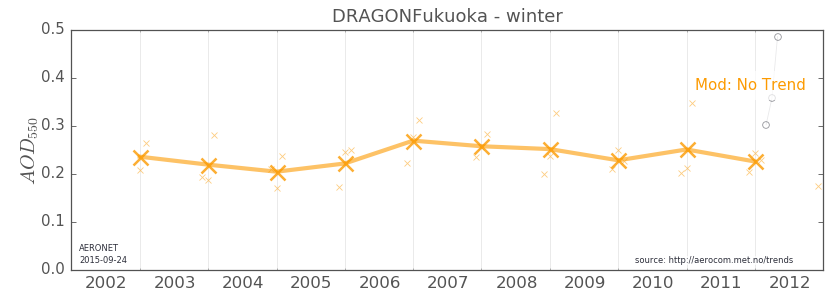 DRAGONFukuoka - winter
0.5
0.4
0.3
0.2
0.1
0.0
AOD550
Mod: No Trend
AERONET
2015-09-24
source: http://aerocom.met.no/trends
2002 2003 2004 2005 2006 2007 2008 2009 2010 2011 2012